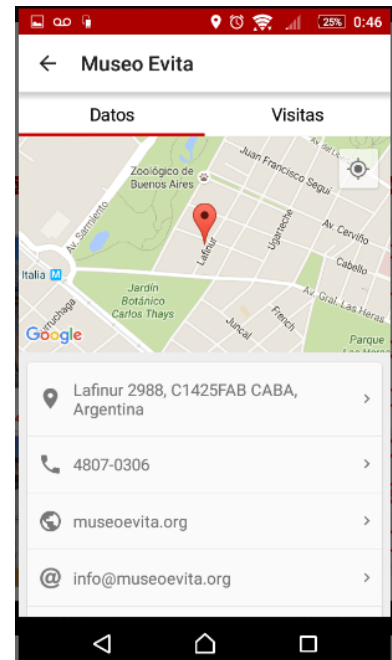 25% 0:46
Museo Evita
Datos
Visitas
Zoológico de
Buenos Aires
Juan Francisco Seguí
Av. Sarmiento
Lafinur
Ugarteche
Av. Cerviño
Cabello
Italia M
Jardín
Botánico
Carlos Thays
Av. Gral. Las Heras
Juncal
French
Parque
Las Heras
Google
Lafinur 2988, C1425FAB CABA,
Argentina
4807-0306
museoevita.org
@ info@museoevita.org